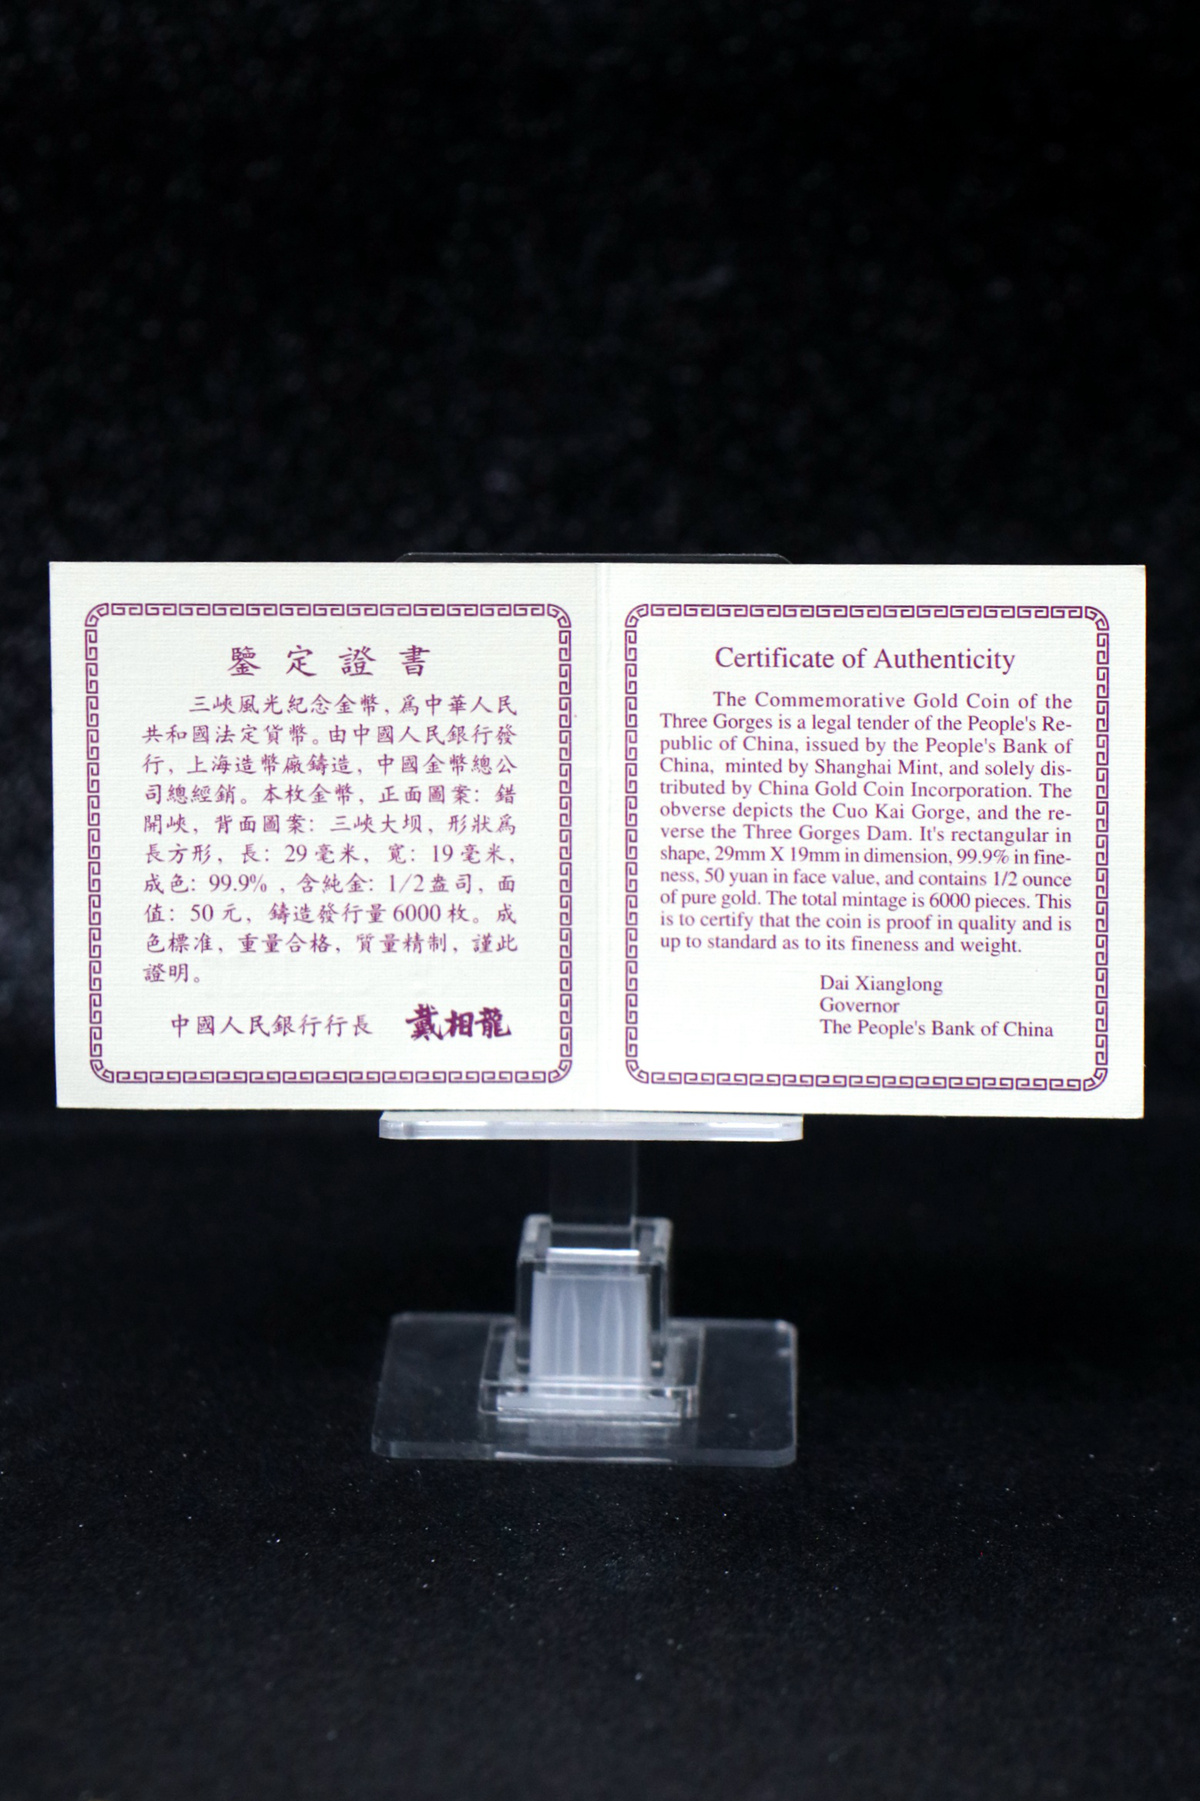 鑒定證書
三峽風光紀念金幣，爲中華人民
共和國法定貨幣。由中國人民銀行發
行，上海造幣廠鑄造，中國金幣總公
司總經銷。本枚金幣，正面圖案：錯
開峽，背面圖案：三峽大坝，形狀爲
長方形，長：29毫米，寬：19毫米，
成色：99.9%，含純金：1/2盎司，面
值：50元，鑄造發行量6000枚。成
色標准，重量合格，質量精制，謹此
證明。
中國人民銀行行長 戴相龍
Certificate of Authenticity
The Commemorative Gold Coin of the
Three Gorges is a legal tender of the People's Re-
public of China, issued by the People's Bank of
China, minted by Shanghai Mint, and solely dis-
tributed by China Gold Coin Incorporation. The
obverse depicts the Cuo Kai Gorge, and the re-
verse the Three Gorges Dam. It's rectangular in
shape, 29mm X 19mm in dimension, 99.9% in fine-
ness, 50 yuan in face value, and contains 1/2 ounce
of pure gold. The total mintage is 6000 pieces. This
is to certify that the coin is proof in quality and is
up to standard as to its fineness and weight.
Dai Xianglong
Governor
The People's Bank of China